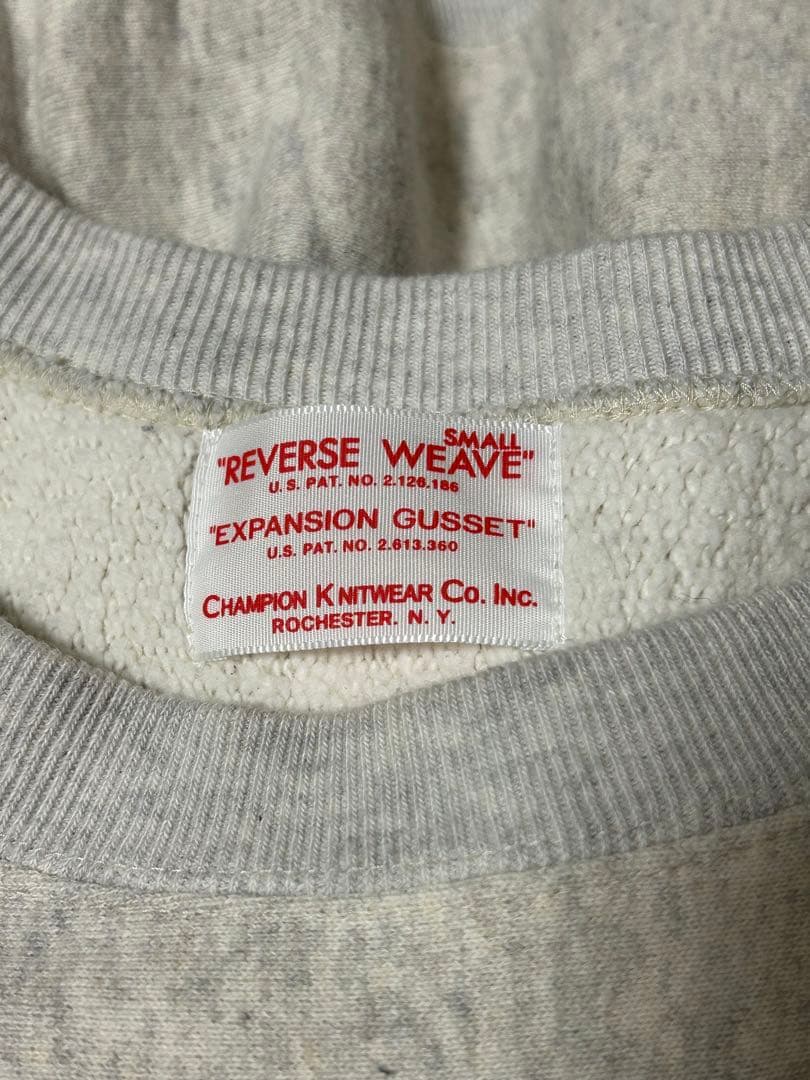 SMALL
"REVERSE WEAVE"
U.S. PAT. NO. 2.126.186
"EXPANSION GUSSET"
U.S. PAT. NO. 2.613.360
CHAMPION KNITWEAR CO. INC.
ROCHESTER. N. Y.